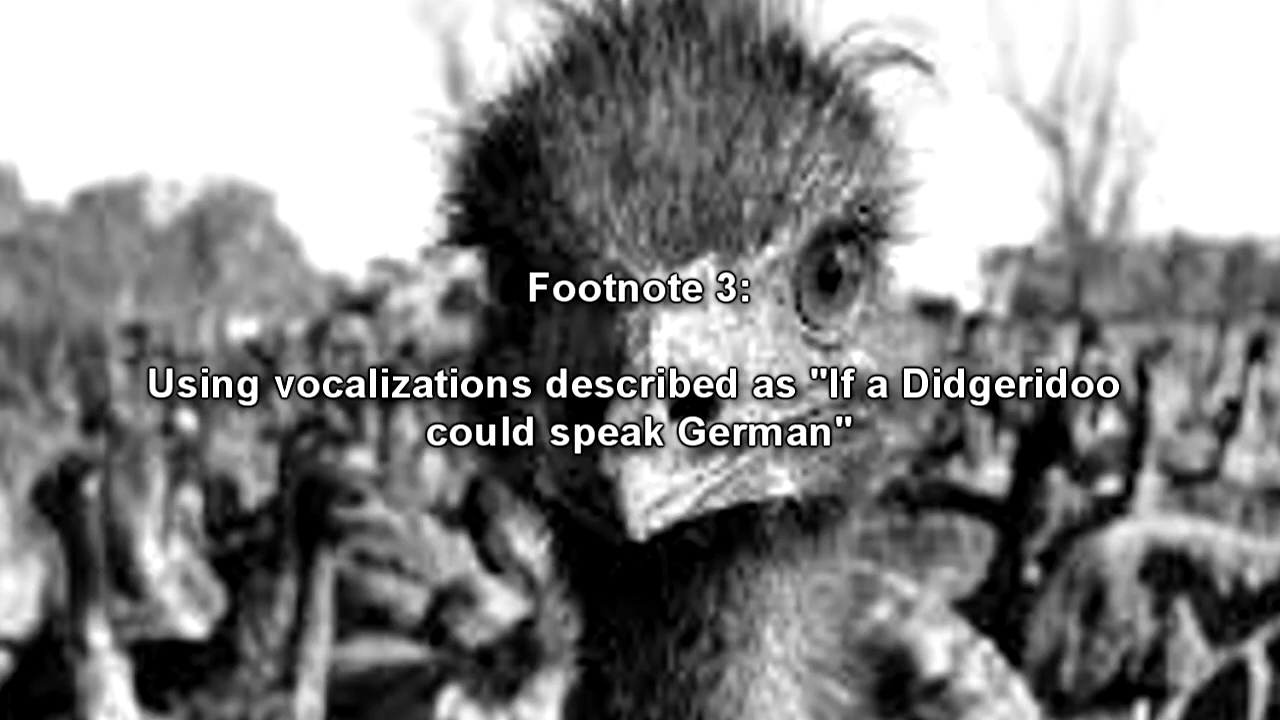 Footnote 3:
Using vocalizations described as "If a Didgeridoo
could speak German"